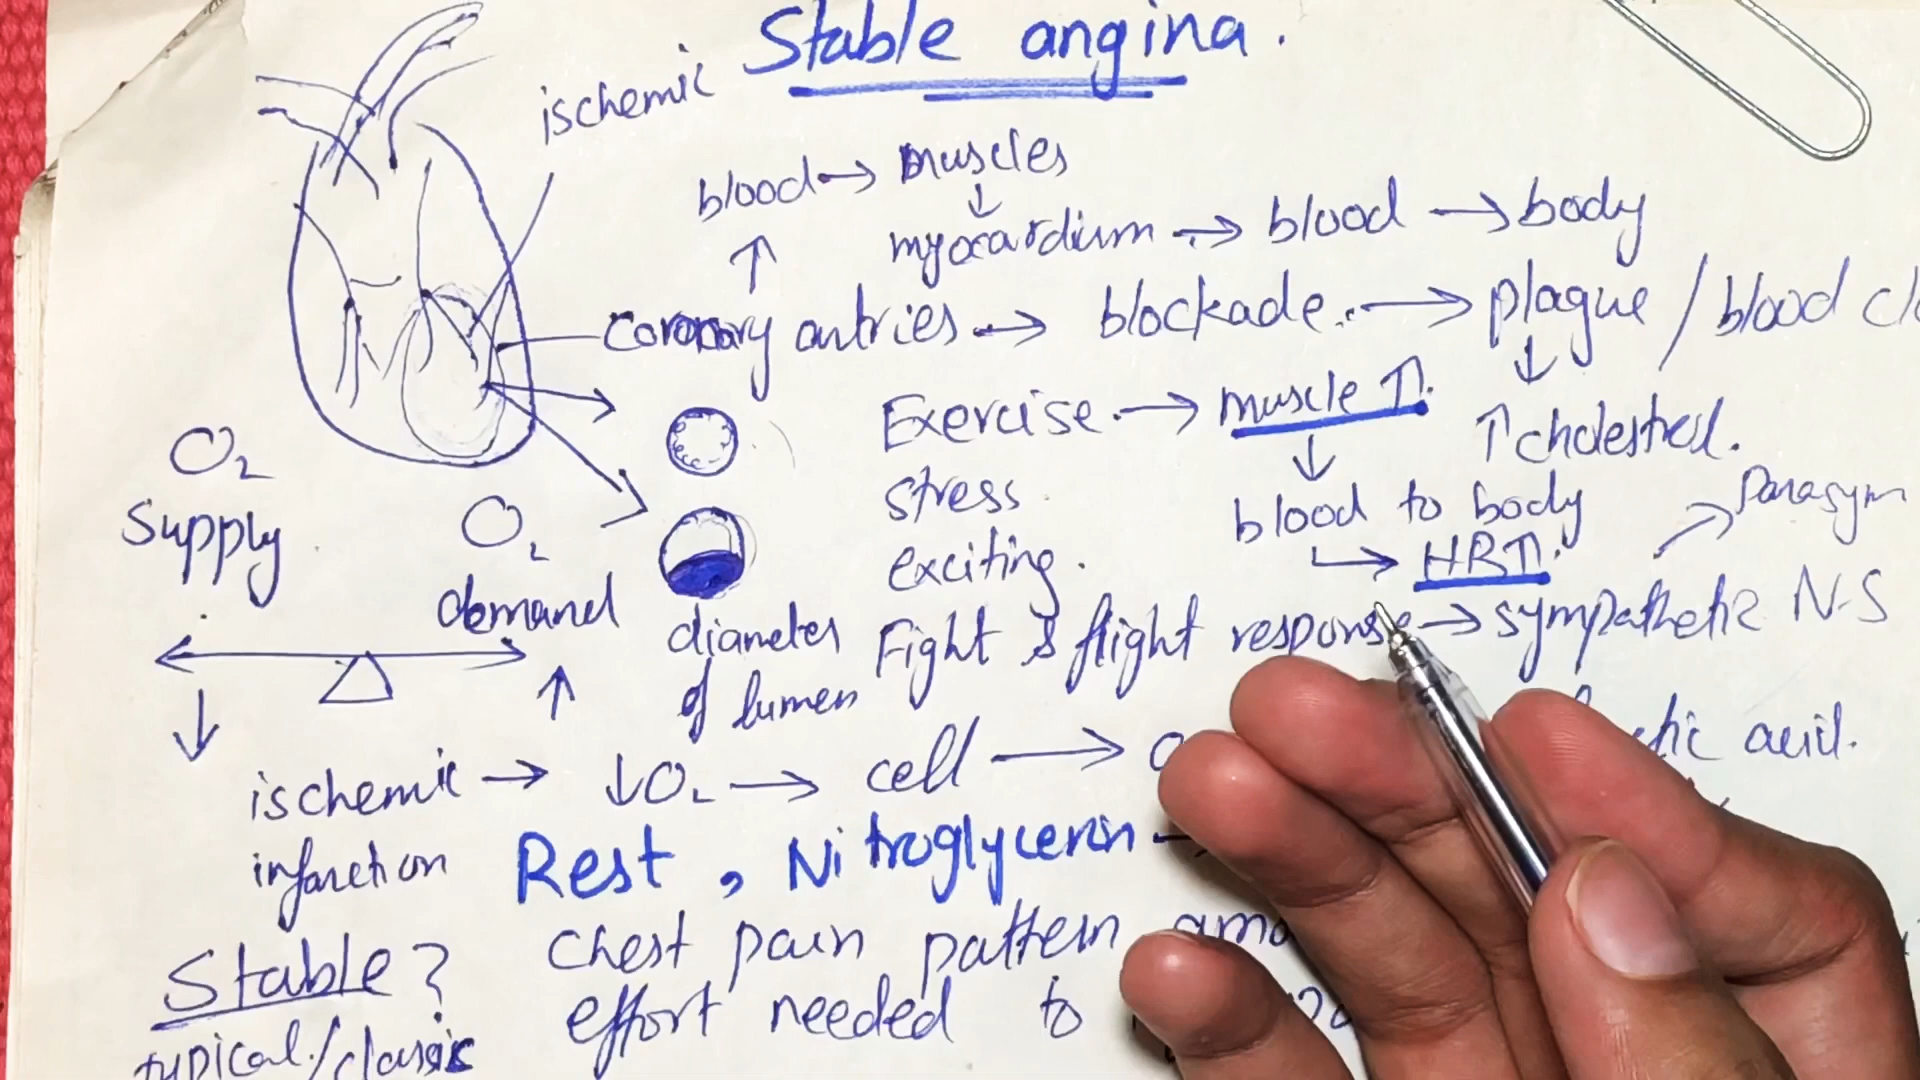 Stable angina.
ischemic
blood → muscles
↓
↑ myocardium → blood → body
coronary artries → blockade. → plague / blood
↓
Exercise. → muscle ↑. ↑ cholestrol.
↓
O₂ stress. blood to body Parasym
supply O₂ exciting. ↳ HR↑.
demand diameter Fight & flight response → sympathetic N.S
of lumen
ischemic → ↓O₂ → cell → acid.
infarction Rest, Nitroglycerin →
Stable? Chest pain pattern
typical/classic effort needed to